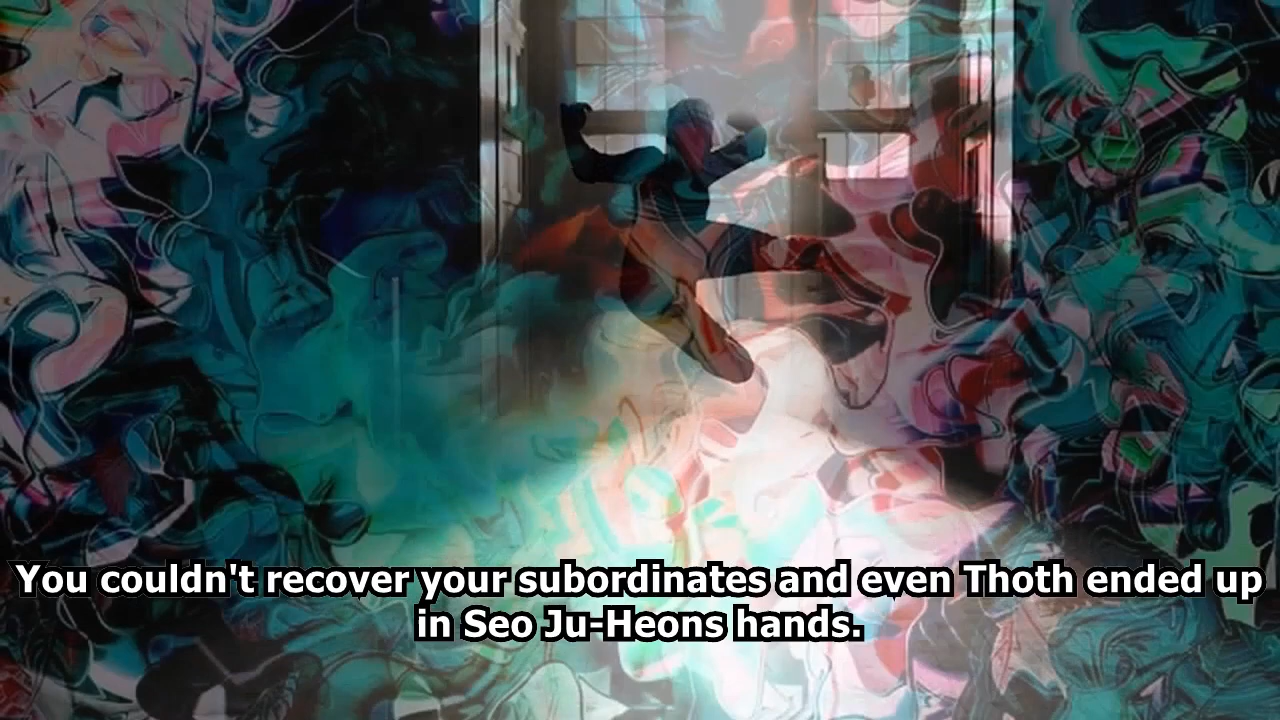 You couldn't recover your subordinates and even Thoth ended up
in Seo Ju-Heons hands.